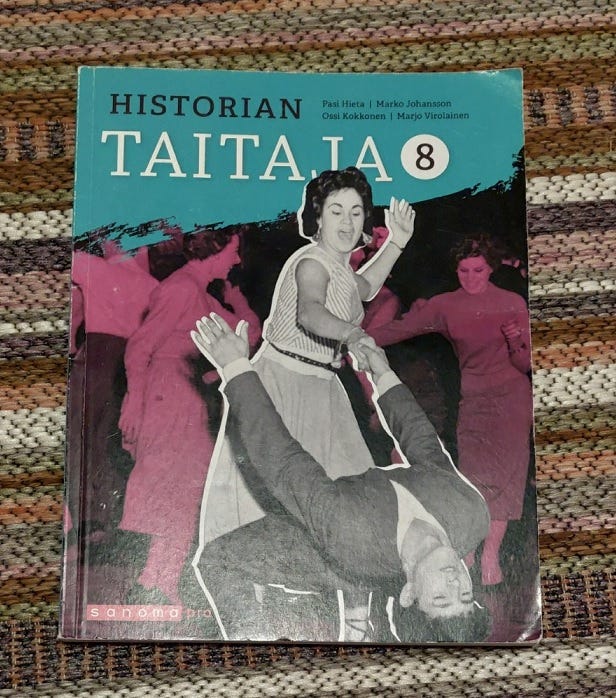 HISTORIAN
TAITAJA 8
Pasi Hieta | Marko Johansson
Ossi Kokkonen | Marjo Virolainen
sanoma pro